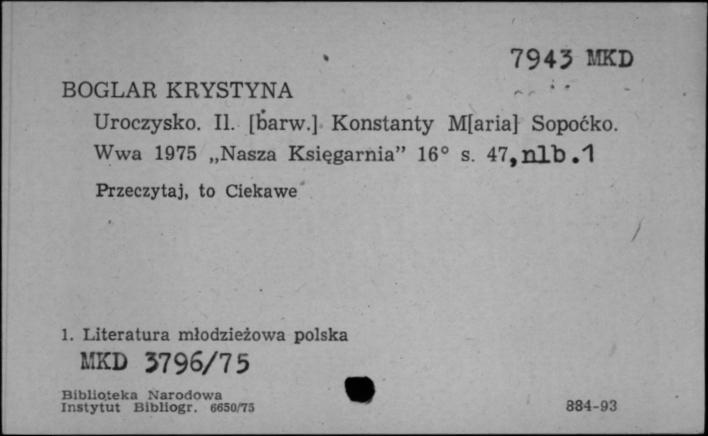 7943 MKD
BOGLAR KRYSTYNA
Uroczysko. Il. [barw.] Konstanty M[aria] Sopoćko.
Wwa 1975 „Nasza Księgarnia” 16° s. 47, nlb.1
Przeczytaj, to Ciekawe
1. Literatura młodzieżowa polska
MKD 3796/75
Biblioteka Narodowa
Instytut Bibliogr. 6650/75
884-93